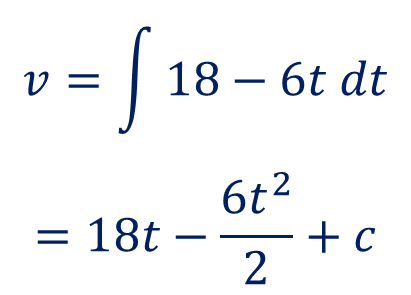 v = ∫ 18 − 6t dt
= 18t − 6t²/2 + c